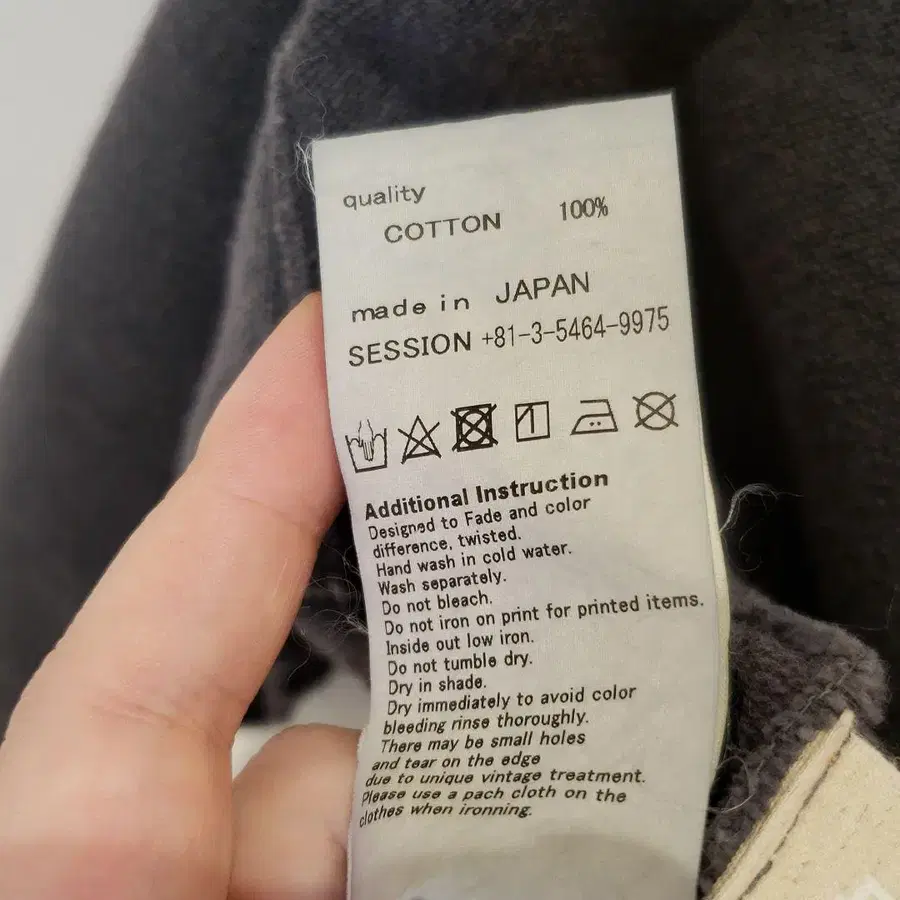 quality
COTTON 100%
made in JAPAN
SESSION +81-3-5464-9975
Additional Instruction
Designed to Fade and color
difference, twisted.
Hand wash in cold water.
Wash separately.
Do not bleach.
Do not iron on print for printed items.
Inside out low iron.
Do not tumble dry.
Dry in shade.
Dry immediately to avoid color
bleeding rinse thoroughly.
There may be small holes
and tear on the edge
due to unique vintage treatment.
Please use a pach cloth on the
clothes when ironning.